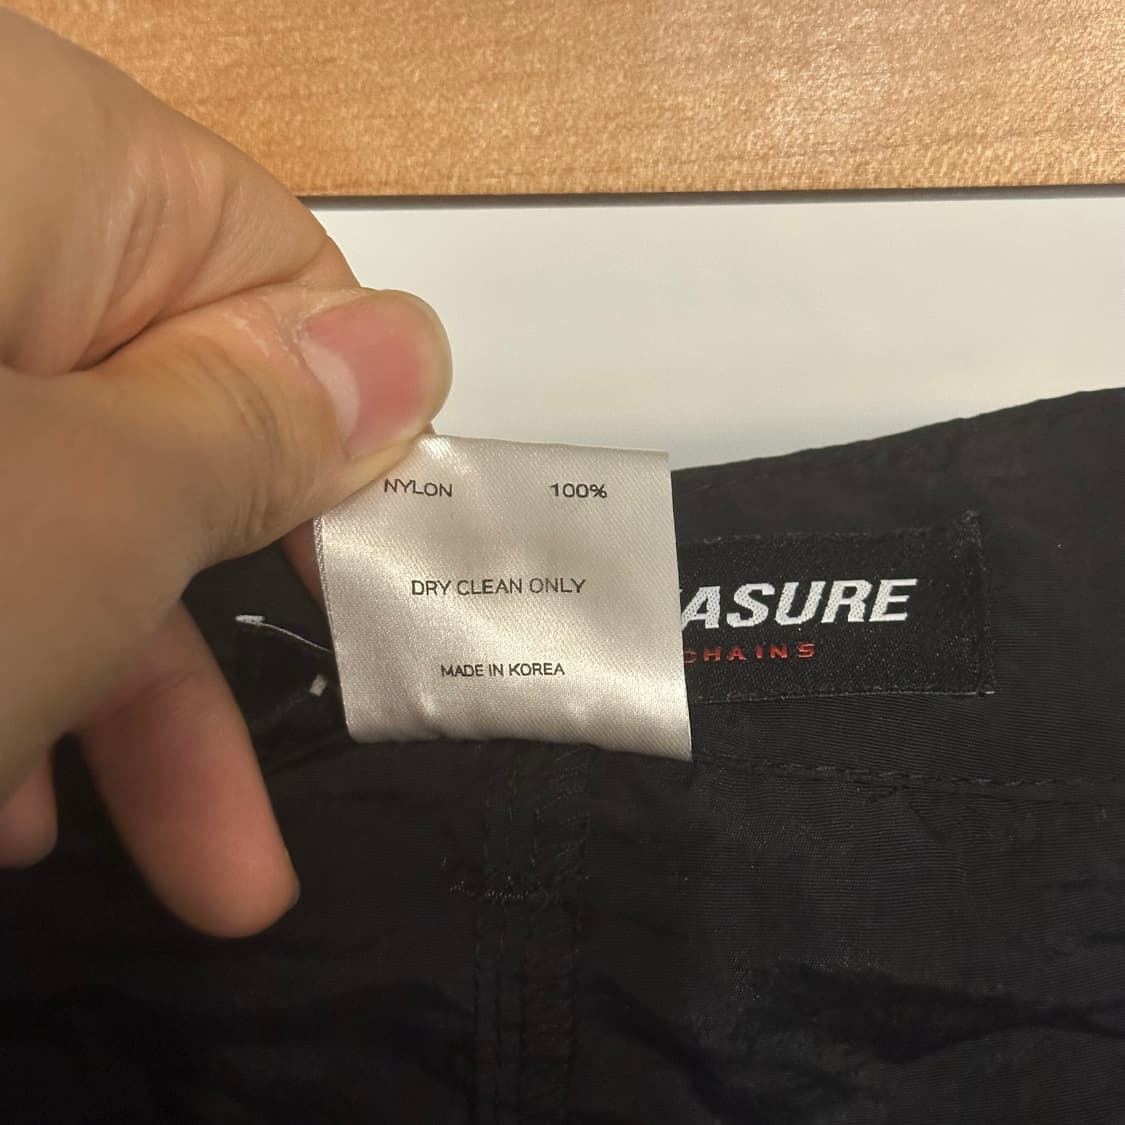 NYLON 100%
DRY CLEAN ONLY
MADE IN KOREA
ASURE
CHAINS